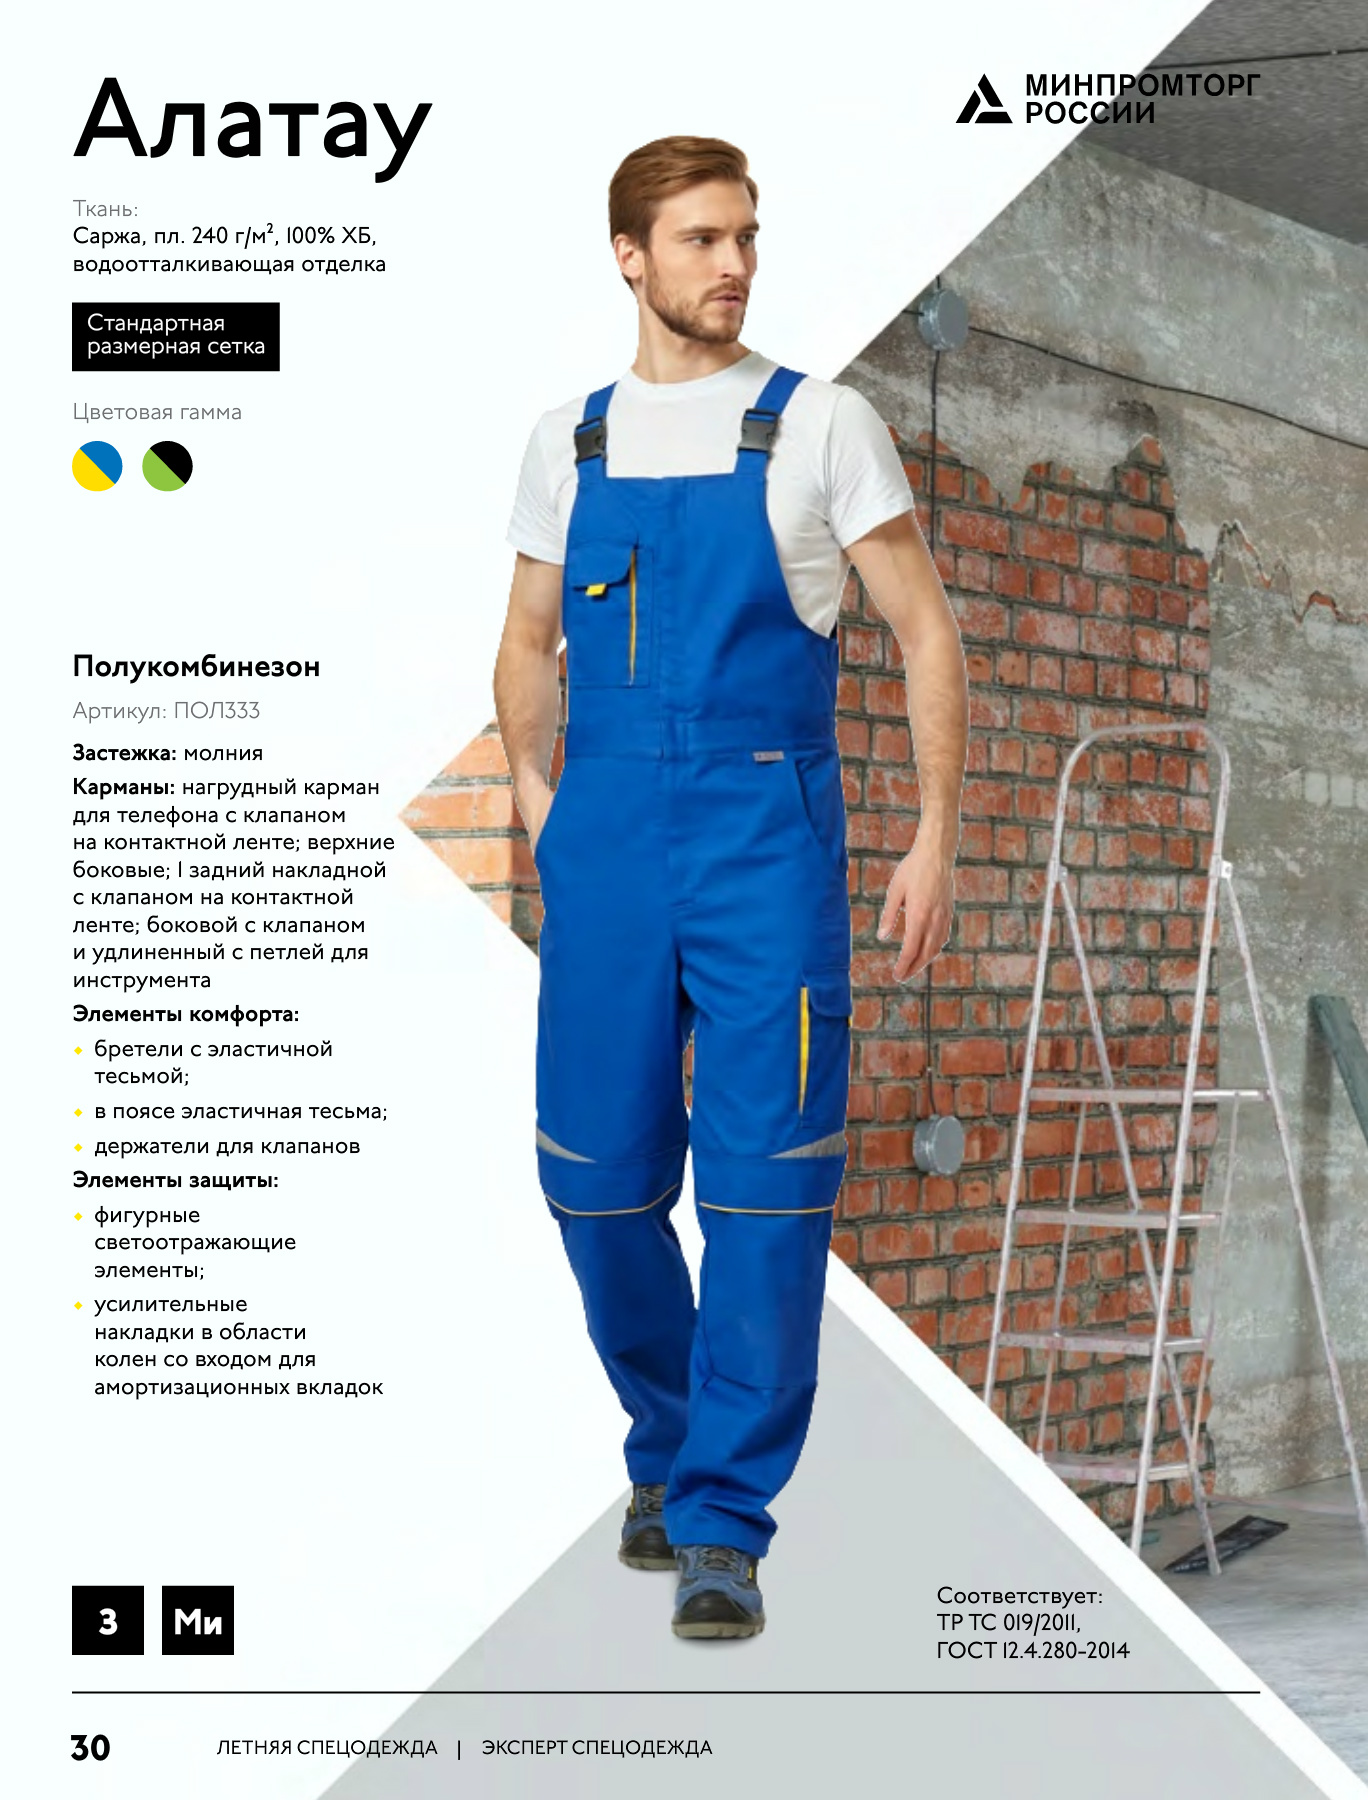 Алатау
МИНПРОМТОРГ
РОССИИ
Ткань:
Саржа, пл. 240 г/м², 100% ХБ,
водоотталкивающая отделка
Стандартная
размерная сетка
Цветовая гамма
Полукомбинезон
Артикул: ПОЛ333
Застежка: молния
Карманы: нагрудный карман
для телефона с клапаном
на контактной ленте; верхние
боковые; 1 задний накладной
с клапаном на контактной
ленте; боковой с клапаном
и удлиненный с петлей для
инструмента
Элементы комфорта:
бретели с эластичной
тесьмой;
в поясе эластичная тесьма;
держатели для клапанов
Элементы защиты:
фигурные
светоотражающие
элементы;
усилительные
накладки в области
колен со входом для
амортизационных вкладок
З Ми
Соответствует:
ТР ТС 019/2011,
ГОСТ 12.4.280-2014
30 ЛЕТНЯЯ СПЕЦОДЕЖДА | ЭКСПЕРТ СПЕЦОДЕЖДА